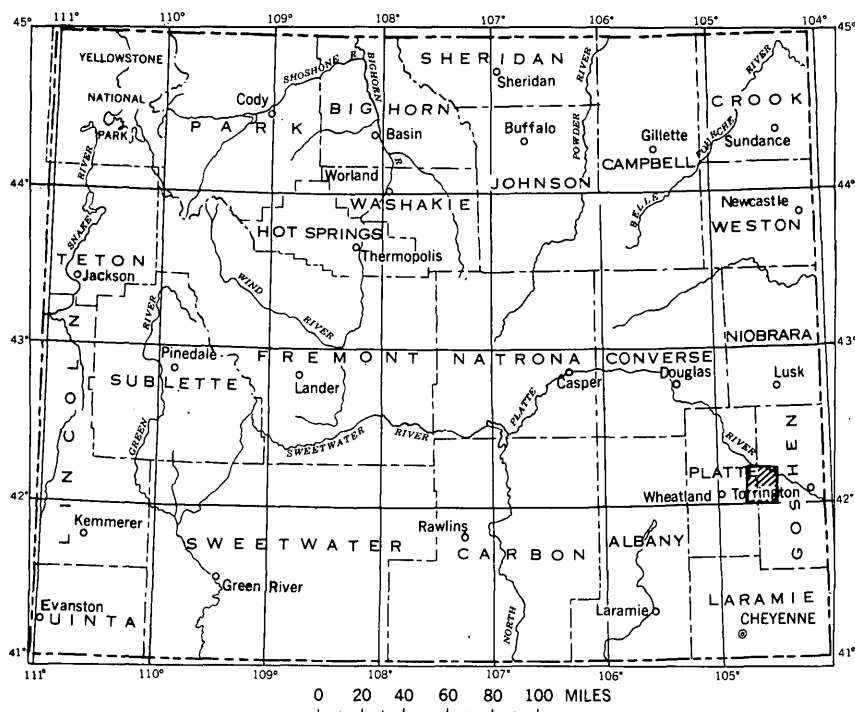 111° 110° 109° 108° 107° 106° 105° 104°
45° 45°
YELLOWSTONE
NATIONAL
PARK
SHOSHONE R
BIGHORN
R
SHERIDAN
Sheridan
POWDER RIVER
RIVER
CROOK
Cody
PARK
BIG HORN
Basin
Buffalo
Gillette
CAMPBELL
BELLE FOURCHE
Sundance
44° 44°
SNAKE RIVER
Worland
WASHAKIE
JOHNSON
Newcastle
WESTON
HOT SPRINGS
Thermopolis
TETON
Jackson
WIND RIVER
43° 43°
NIOBRARA
Lusk
GREEN RIVER
Pinedale
SUBLETTE
FREMONT
Lander
NATRONA
Casper
CONVERSE
Douglas
LINCOLN
SWEETWATER RIVER
NORTH PLATTE RIVER
PLATTE
Wheatland
Torrington
GOSHEN
42° 42°
Kemmerer
SWEETWATER
Green River
Rawlins
CARBON
ALBANY
Laramie
LARAMIE
CHEYENNE
Evanston
UINTA
41° 41°
111° 110° 109° 108° 107° 106° 105°
0 20 40 60 80 100 MILES